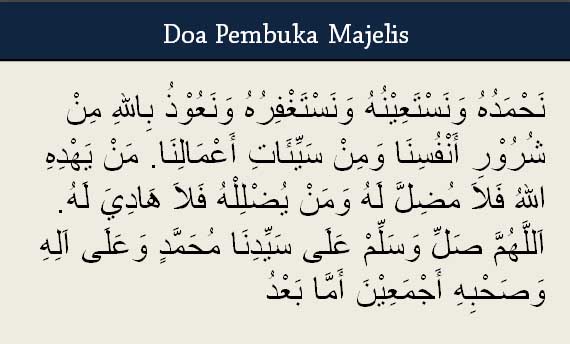 Doa Pembuka Majelis
نَحْمَدُهُ وَنَسْتَعِيْنُهُ وَنَسْتَغْفِرُهُ وَنَعُوْذُ بِاللهِ مِنْ
شُرُوْرِ أَنْفُسِنَا وَمِنْ سَيِّئَاتِ أَعْمَالِنَا. مَنْ يَهْدِهِ
اللهُ فَلاَ مُضِلَّ لَهُ وَمَنْ يُضْلِلْهُ فَلاَ هَادِيَ لَهُ.
اَللَّهُمَّ صَلِّ وَسَلِّمْ عَلَى سَيِّدِنَا مُحَمَّدٍ وَعَلَى اَلِهِ
وَصَحْبِهِ أَجْمَعِيْنَ أَمَّا بَعْدُ